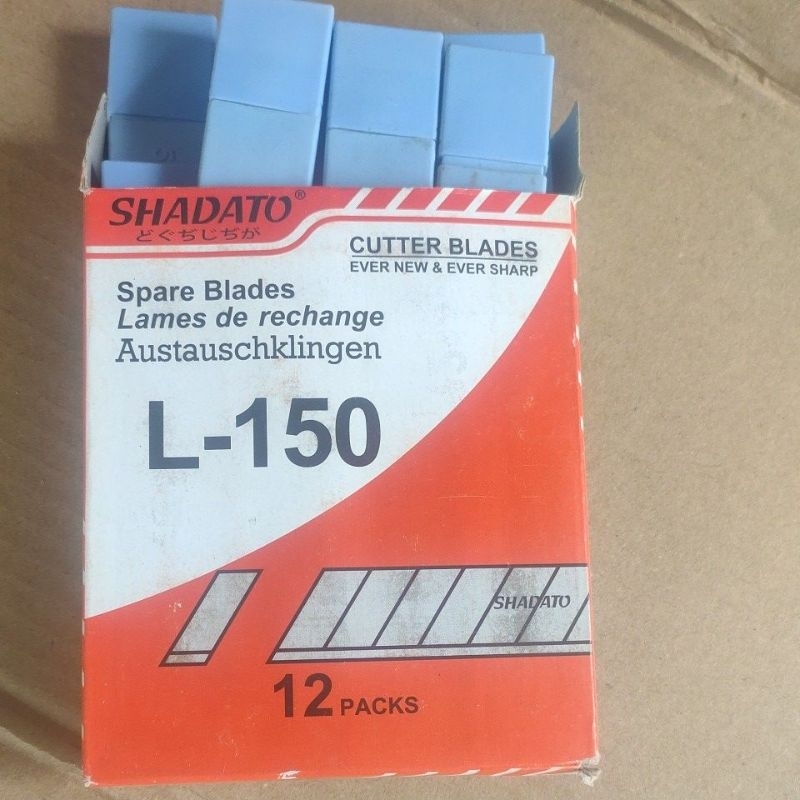 SHADATO®
どぐぢじぢが
CUTTER BLADES
EVER NEW & EVER SHARP
Spare Blades
Lames de rechange
Austauschklingen
L-150
SHADATO
12 PACKS